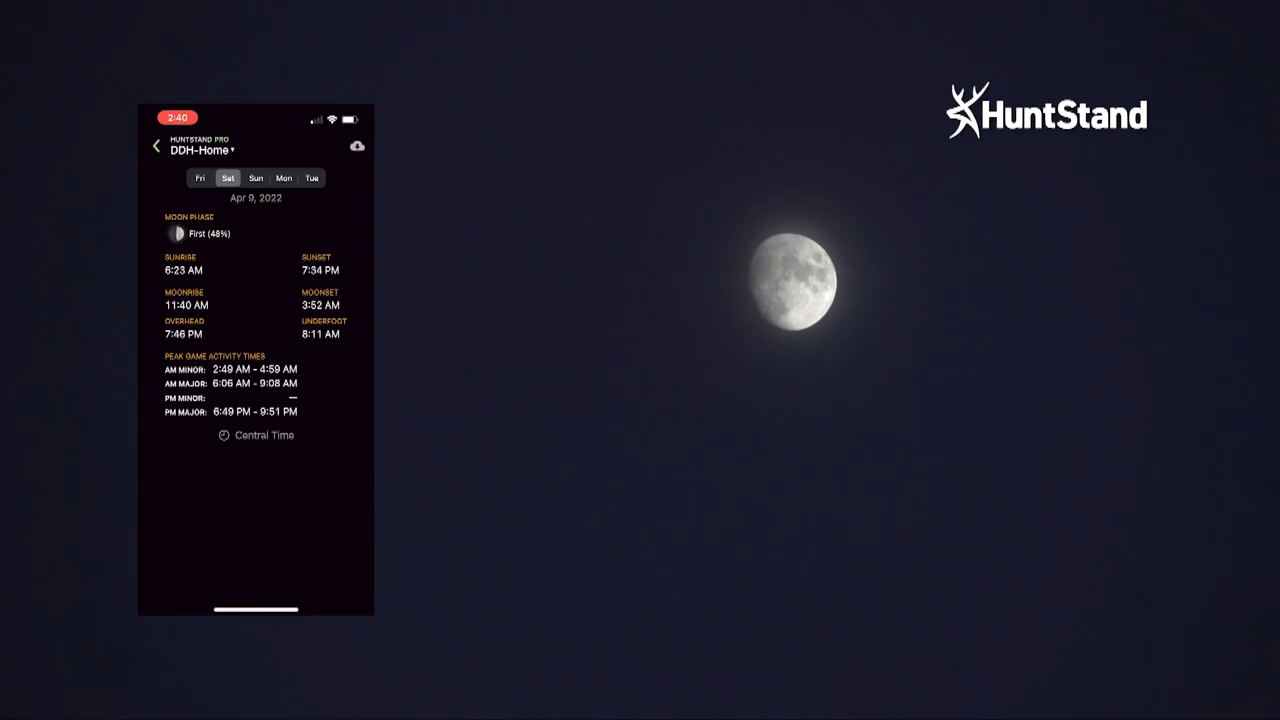 2:40
HUNTSTAND PRO
DDH-Home
Fri Sat Sun Mon Tue
Apr 9, 2022
MOON PHASE
First (48%)
SUNRISE SUNSET
6:23 AM 7:34 PM
MOONRISE MOONSET
11:40 AM 3:52 AM
OVERHEAD UNDERFOOT
7:46 PM 8:11 AM
PEAK GAME ACTIVITY TIMES
AM MINOR: 2:49 AM - 4:59 AM
AM MAJOR: 6:06 AM - 9:08 AM
PM MINOR: —
PM MAJOR: 6:49 PM - 9:51 PM
Central Time
HuntStand